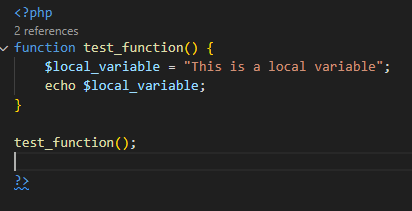 <?php
2 references
function test_function() {
    $local_variable = "This is a local variable";
    echo $local_variable;
}

test_function();

?>